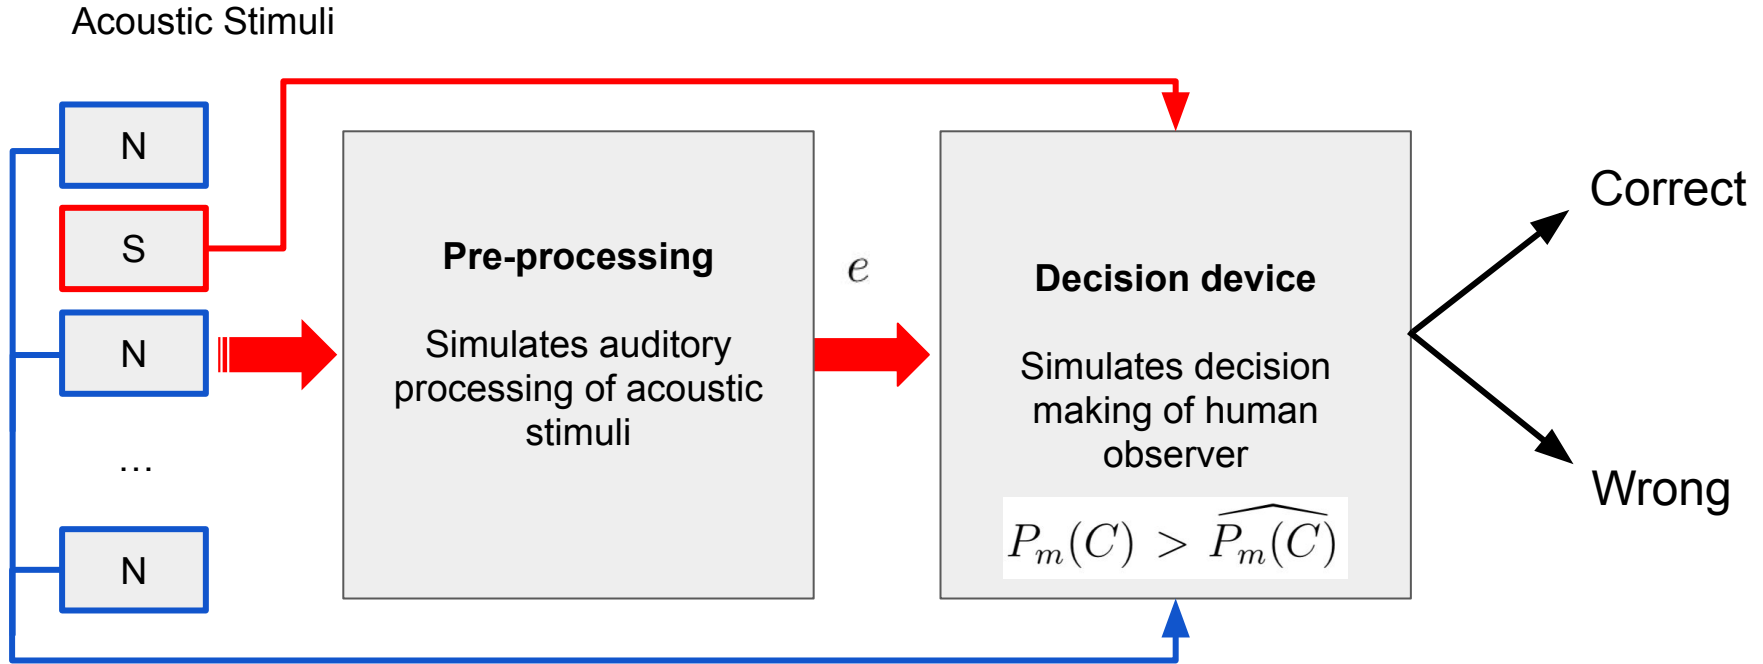 Acoustic Stimuli
N
S
N
...
N
Pre-processing
Simulates auditory
processing of acoustic
stimuli
e
Decision device
Simulates decision
making of human
observer
$P_m(C) > \widehat{P_m(C)}$
Correct
Wrong